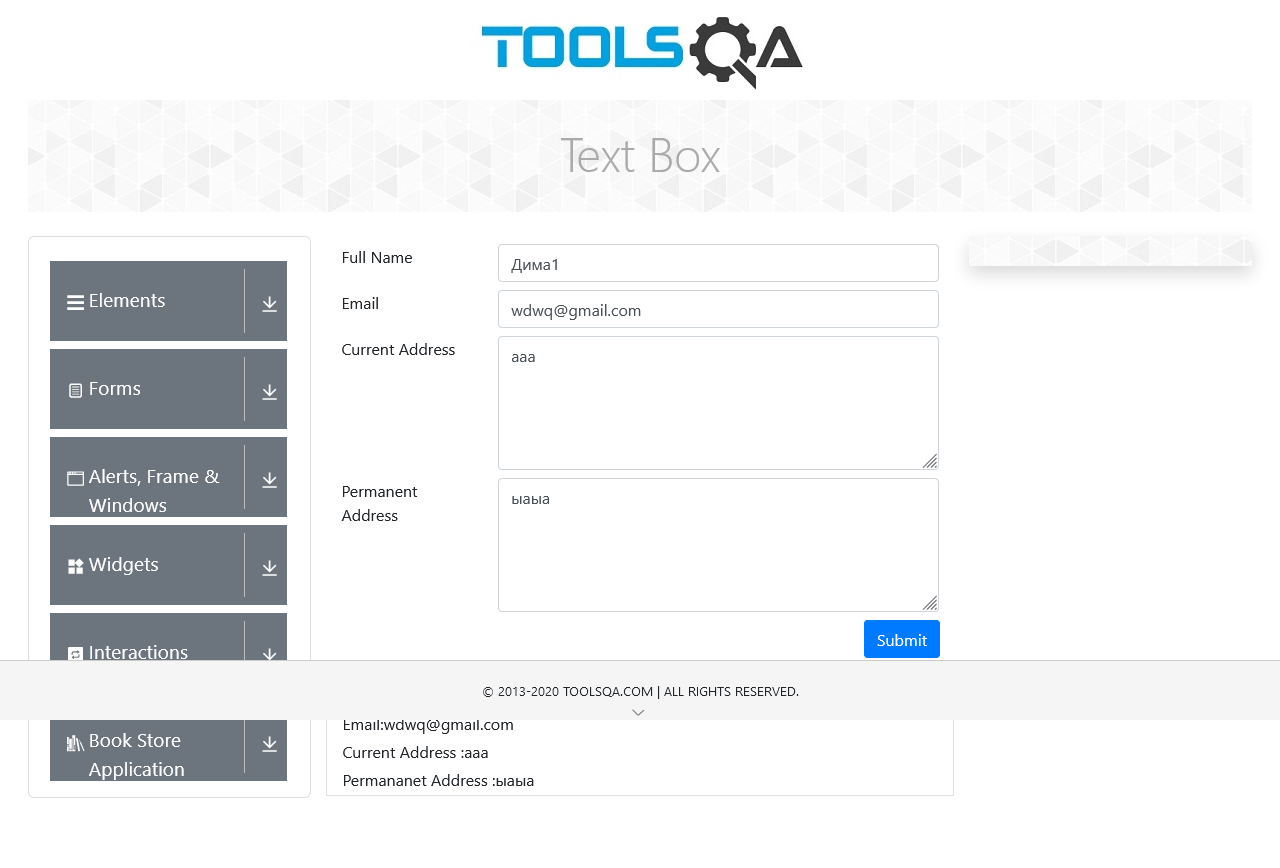 TOOLSQA
Text Box
Elements
Forms
Alerts, Frame &
Windows
Widgets
Interactions
Book Store
Application
Full Name
Дима1
Email
wdwq@gmail.com
Current Address
ааа
Permanent
Address
ыаыа
Submit
© 2013-2020 TOOLSQA.COM | ALL RIGHTS RESERVED.
Email:wdwq@gmail.com
Current Address :ааа
Permananet Address :ыаыа